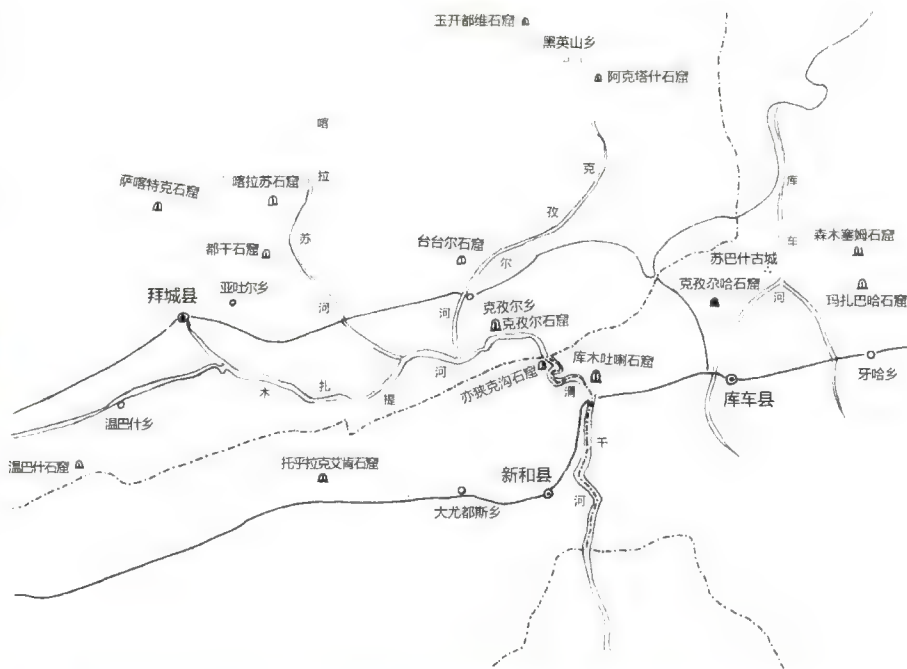 玉开都维石窟
黑英山乡
阿克塔什石窟
喀
拉
苏
河
萨喀特克石窟
喀拉苏石窟
都干石窟
亚吐尔乡
拜城县
台台尔石窟
克
孜
尔
河
克孜尔乡
克孜尔石窟
库
车
河
森木塞姆石窟
苏巴什古城
克孜尕哈石窟
玛扎巴哈石窟
牙哈乡
库车县
库木吐喇石窟
亦狭克沟石窟
木
扎
提
河
渭
干
河
温巴什乡
温巴什石窟
托乎拉克艾肯石窟
新和县
大尤都斯乡